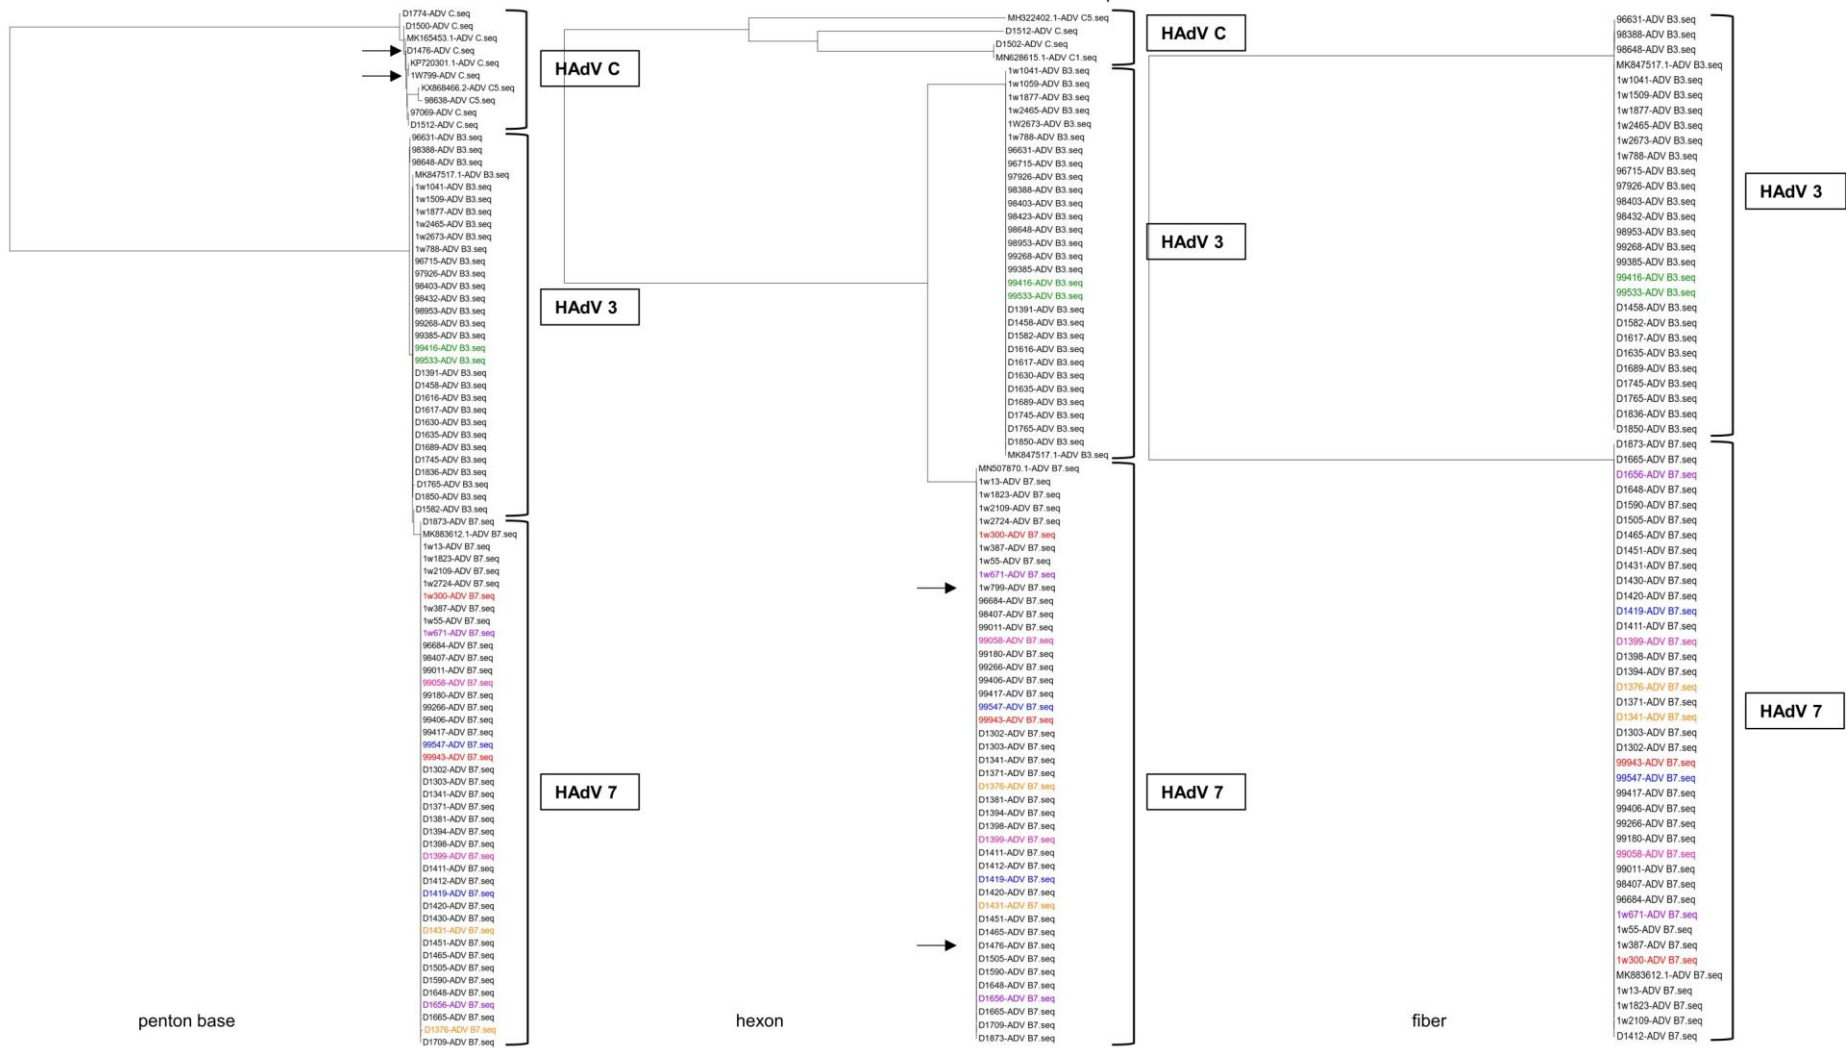 D1774-ADV C.seq
D1500-ADV C.seq
MK165453.1-ADV C.seq
D1476-ADV C.seq
KP720301.1-ADV C.seq
1W799-ADV C.seq
KX868466.2-ADV C5.seq
98638-ADV C5.seq
97069-ADV C.seq
D1512-ADV C.seq
HAdV C
96631-ADV B3.seq
98388-ADV B3.seq
98648-ADV B3.seq
MK847517.1-ADV B3.seq
1w1041-ADV B3.seq
1w1509-ADV B3.seq
1w1877-ADV B3.seq
1w2465-ADV B3.seq
1w2673-ADV B3.seq
1w788-ADV B3.seq
96715-ADV B3.seq
97926-ADV B3.seq
98403-ADV B3.seq
98432-ADV B3.seq
98953-ADV B3.seq
99268-ADV B3.seq
99385-ADV B3.seq
99416-ADV B3.seq
99533-ADV B3.seq
D1391-ADV B3.seq
D1458-ADV B3.seq
D1616-ADV B3.seq
D1617-ADV B3.seq
D1630-ADV B3.seq
D1635-ADV B3.seq
D1689-ADV B3.seq
D1745-ADV B3.seq
D1836-ADV B3.seq
D1765-ADV B3.seq
D1850-ADV B3.seq
D1582-ADV B3.seq
HAdV 3
D1873-ADV B7.seq
MK883612.1-ADV B7.seq
1w13-ADV B7.seq
1w1823-ADV B7.seq
1w2109-ADV B7.seq
1w2724-ADV B7.seq
1w300-ADV B7.seq
1w387-ADV B7.seq
1w55-ADV B7.seq
1w671-ADV B7.seq
96684-ADV B7.seq
98407-ADV B7.seq
99011-ADV B7.seq
99058-ADV B7.seq
99180-ADV B7.seq
99266-ADV B7.seq
99406-ADV B7.seq
99417-ADV B7.seq
99547-ADV B7.seq
99943-ADV B7.seq
D1302-ADV B7.seq
D1303-ADV B7.seq
D1341-ADV B7.seq
D1371-ADV B7.seq
D1381-ADV B7.seq
D1394-ADV B7.seq
D1398-ADV B7.seq
D1399-ADV B7.seq
D1411-ADV B7.seq
D1412-ADV B7.seq
D1419-ADV B7.seq
D1420-ADV B7.seq
D1430-ADV B7.seq
D1431-ADV B7.seq
D1451-ADV B7.seq
D1465-ADV B7.seq
D1505-ADV B7.seq
D1590-ADV B7.seq
D1648-ADV B7.seq
D1656-ADV B7.seq
D1665-ADV B7.seq
D1376-ADV B7.seq
D1709-ADV B7.seq
HAdV 7
penton base
MH322402.1-ADV C5.seq
D1512-ADV C.seq
D1502-ADV C.seq
MN628615.1-ADV C1.seq
HAdV C
1w1041-ADV B3.seq
1w1059-ADV B3.seq
1w1877-ADV B3.seq
1w2465-ADV B3.seq
1W2673-ADV B3.seq
1w788-ADV B3.seq
96631-ADV B3.seq
96715-ADV B3.seq
97926-ADV B3.seq
98388-ADV B3.seq
98403-ADV B3.seq
98423-ADV B3.seq
98648-ADV B3.seq
98953-ADV B3.seq
99268-ADV B3.seq
99385-ADV B3.seq
99416-ADV B3.seq
99533-ADV B3.seq
D1391-ADV B3.seq
D1458-ADV B3.seq
D1582-ADV B3.seq
D1616-ADV B3.seq
D1617-ADV B3.seq
D1630-ADV B3.seq
D1635-ADV B3.seq
D1689-ADV B3.seq
D1745-ADV B3.seq
D1765-ADV B3.seq
D1850-ADV B3.seq
MK847517.1-ADV B3.seq
HAdV 3
MN507870.1-ADV B7.seq
1w13-ADV B7.seq
1w1823-ADV B7.seq
1w2109-ADV B7.seq
1w2724-ADV B7.seq
1w300-ADV B7.seq
1w387-ADV B7.seq
1w55-ADV B7.seq
1w671-ADV B7.seq
1w799-ADV B7.seq
96684-ADV B7.seq
98407-ADV B7.seq
99011-ADV B7.seq
99058-ADV B7.seq
99180-ADV B7.seq
99266-ADV B7.seq
99406-ADV B7.seq
99417-ADV B7.seq
99547-ADV B7.seq
99943-ADV B7.seq
D1302-ADV B7.seq
D1303-ADV B7.seq
D1341-ADV B7.seq
D1371-ADV B7.seq
D1376-ADV B7.seq
D1381-ADV B7.seq
D1394-ADV B7.seq
D1398-ADV B7.seq
D1399-ADV B7.seq
D1411-ADV B7.seq
D1412-ADV B7.seq
D1419-ADV B7.seq
D1420-ADV B7.seq
D1431-ADV B7.seq
D1451-ADV B7.seq
D1465-ADV B7.seq
D1476-ADV B7.seq
D1505-ADV B7.seq
D1590-ADV B7.seq
D1648-ADV B7.seq
D1656-ADV B7.seq
D1665-ADV B7.seq
D1709-ADV B7.seq
D1873-ADV B7.seq
HAdV 7
hexon
96631-ADV B3.seq
98388-ADV B3.seq
98648-ADV B3.seq
MK847517.1-ADV B3.seq
1w1041-ADV B3.seq
1w1509-ADV B3.seq
1w1877-ADV B3.seq
1w2465-ADV B3.seq
1w2673-ADV B3.seq
1w788-ADV B3.seq
96715-ADV B3.seq
97926-ADV B3.seq
98403-ADV B3.seq
98432-ADV B3.seq
98953-ADV B3.seq
99268-ADV B3.seq
99385-ADV B3.seq
99416-ADV B3.seq
99533-ADV B3.seq
D1458-ADV B3.seq
D1582-ADV B3.seq
D1617-ADV B3.seq
D1635-ADV B3.seq
D1689-ADV B3.seq
D1745-ADV B3.seq
D1765-ADV B3.seq
D1836-ADV B3.seq
D1850-ADV B3.seq
HAdV 3
D1873-ADV B7.seq
D1665-ADV B7.seq
D1656-ADV B7.seq
D1648-ADV B7.seq
D1590-ADV B7.seq
D1505-ADV B7.seq
D1465-ADV B7.seq
D1451-ADV B7.seq
D1431-ADV B7.seq
D1430-ADV B7.seq
D1420-ADV B7.seq
D1419-ADV B7.seq
D1411-ADV B7.seq
D1399-ADV B7.seq
D1398-ADV B7.seq
D1394-ADV B7.seq
D1376-ADV B7.seq
D1371-ADV B7.seq
D1341-ADV B7.seq
D1303-ADV B7.seq
D1302-ADV B7.seq
99943-ADV B7.seq
99547-ADV B7.seq
99417-ADV B7.seq
99406-ADV B7.seq
99266-ADV B7.seq
99180-ADV B7.seq
99058-ADV B7.seq
99011-ADV B7.seq
98407-ADV B7.seq
96684-ADV B7.seq
1w671-ADV B7.seq
1w55-ADV B7.seq
1w387-ADV B7.seq
1w300-ADV B7.seq
MK883612.1-ADV B7.seq
1w13-ADV B7.seq
1w1823-ADV B7.seq
1w2109-ADV B7.seq
D1412-ADV B7.seq
HAdV 7
fiber